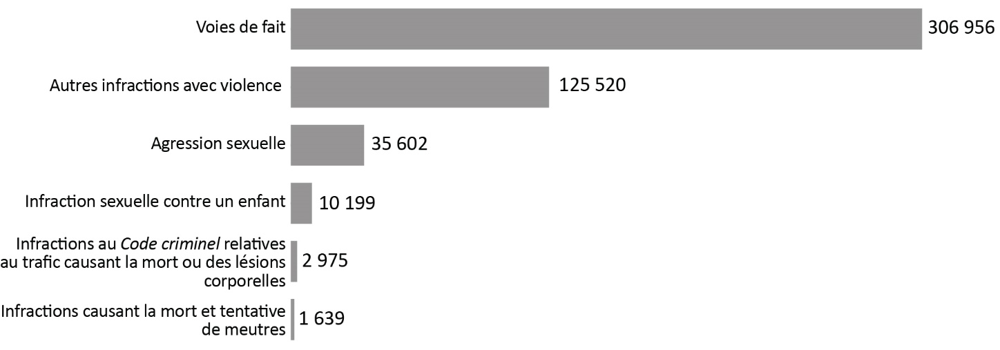 Voies de fait 306 956
Autres infractions avec violence 125 520
Agression sexuelle 35 602
Infraction sexuelle contre un enfant 10 199
Infractions au Code criminel relatives
au trafic causant la mort ou des lésions 2 975
corporelles
Infractions causant la mort et tentative 1 639
de meutres